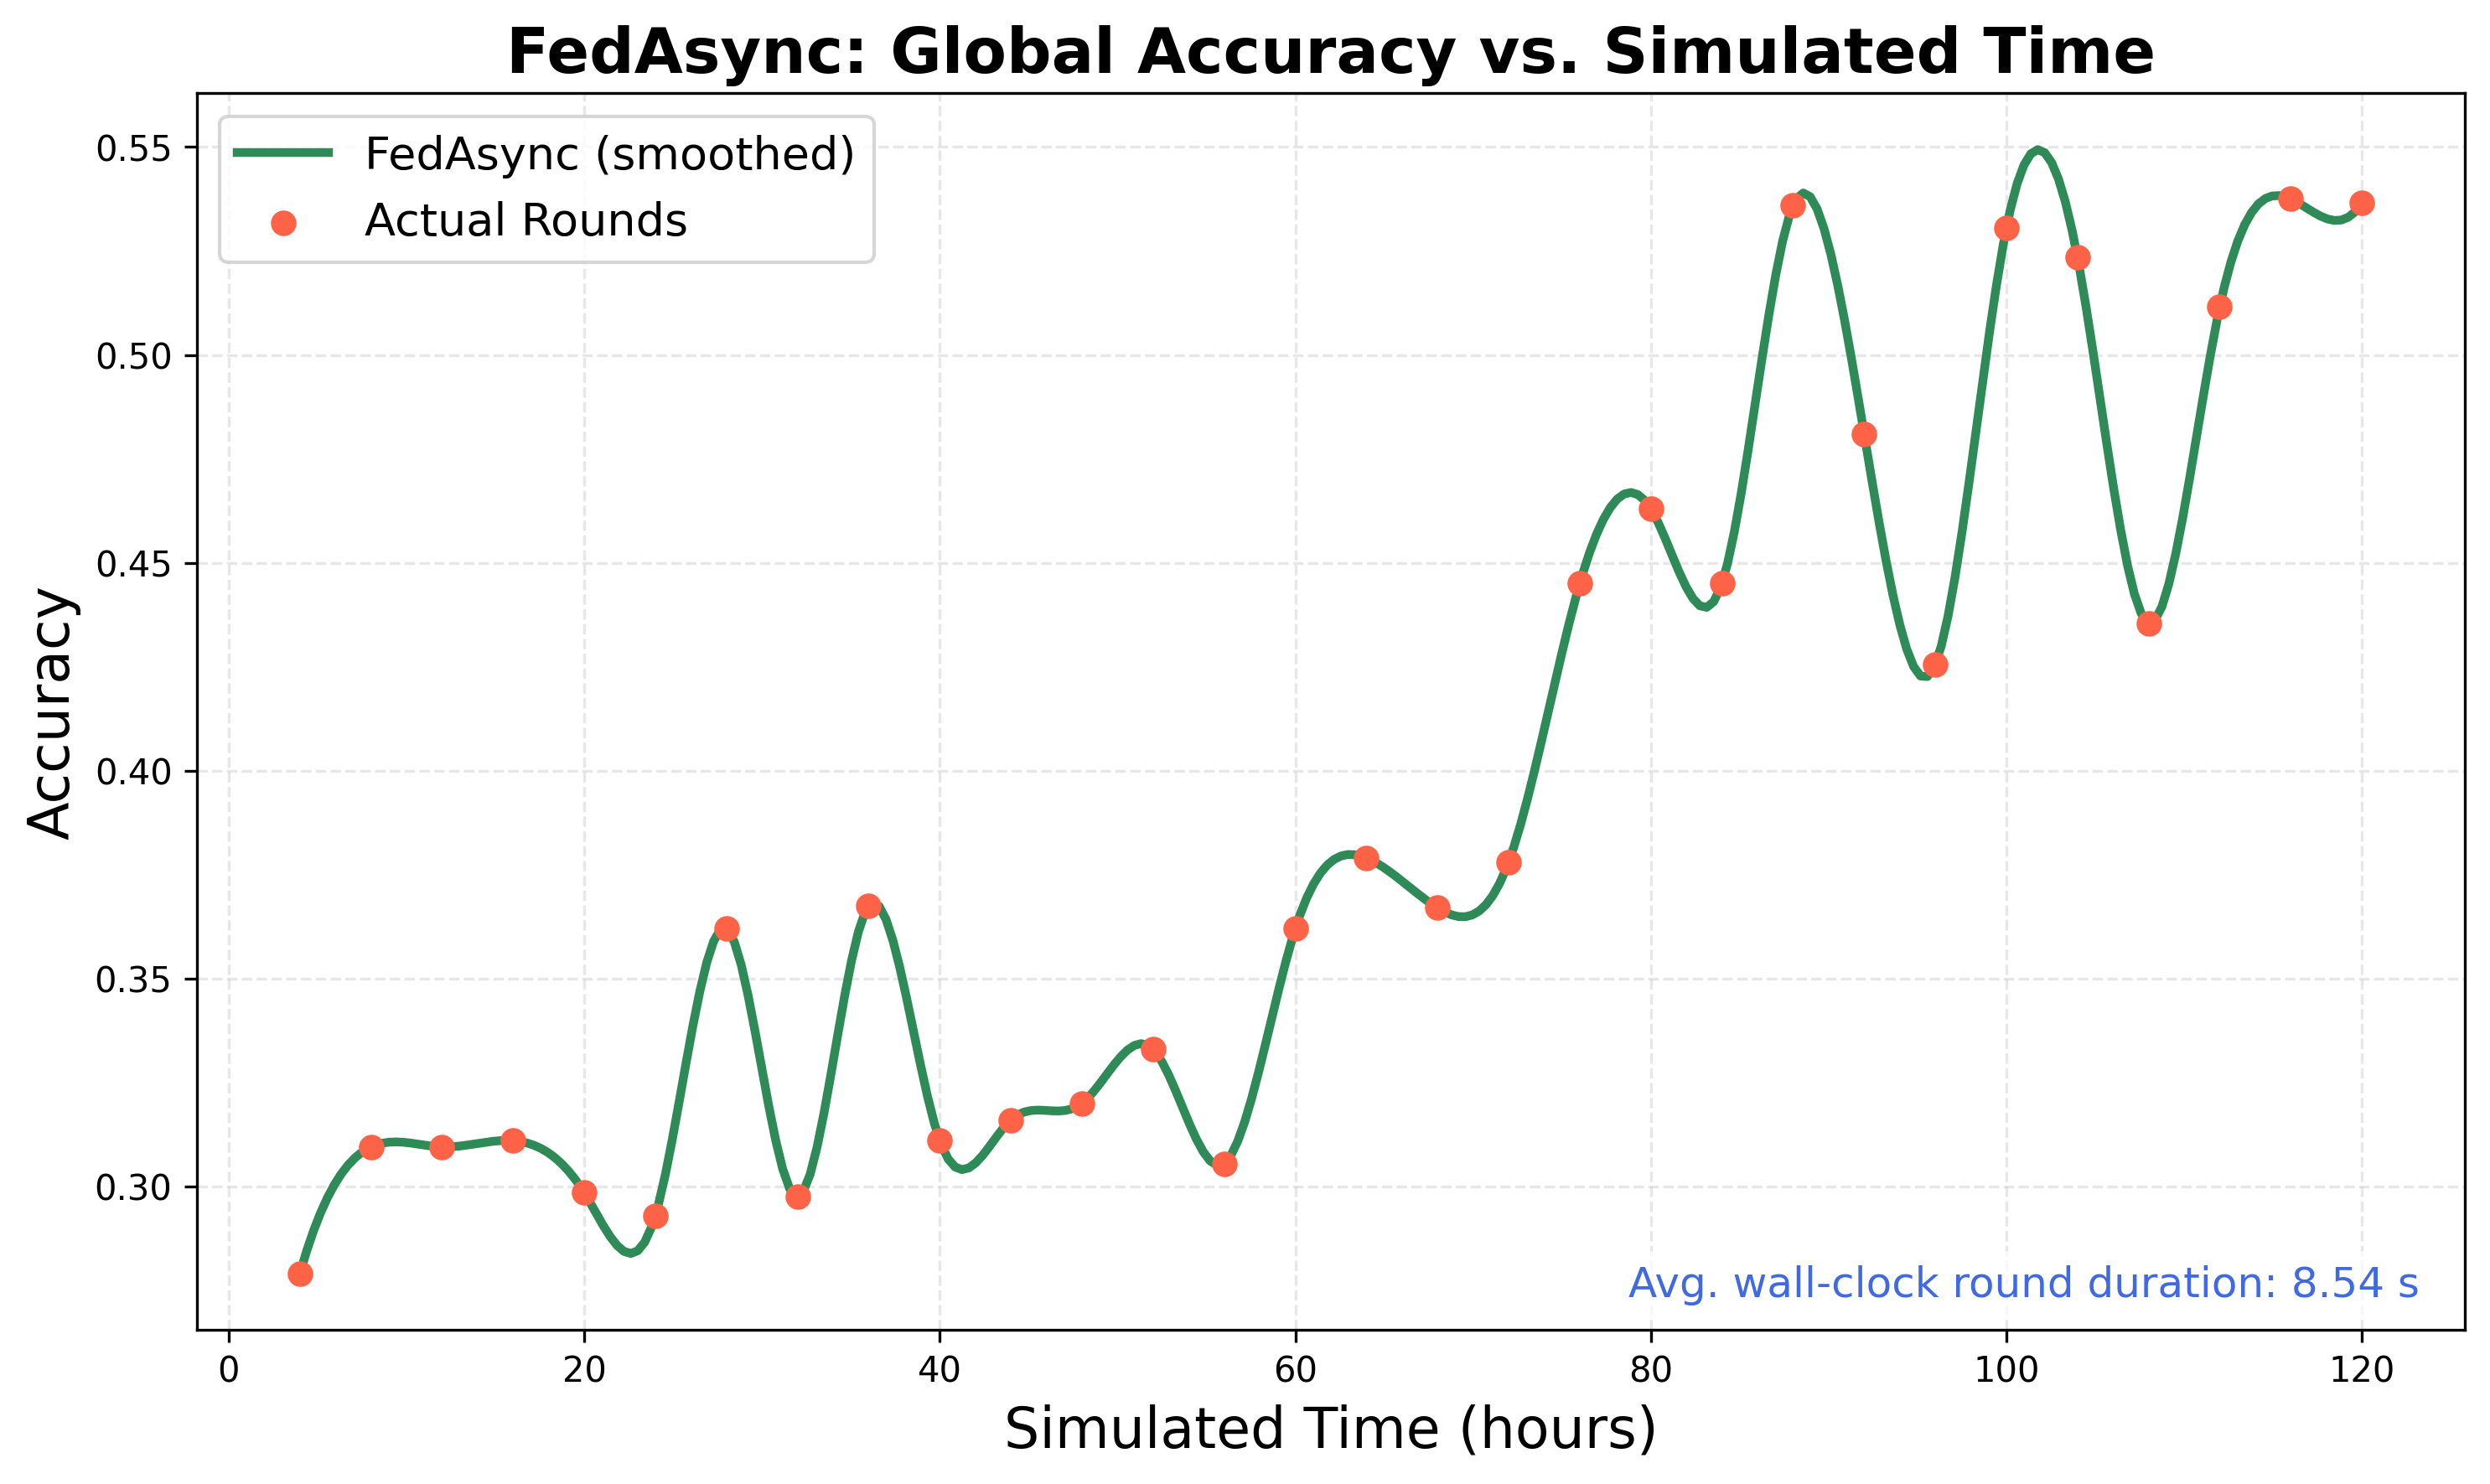 FedAsync: Global Accuracy vs. Simulated Time
FedAsync (smoothed)
Actual Rounds
Accuracy
0.55
0.50
0.45
0.40
0.35
0.30
Avg. wall-clock round duration: 8.54 s
0 20 40 60 80 100 120
Simulated Time (hours)